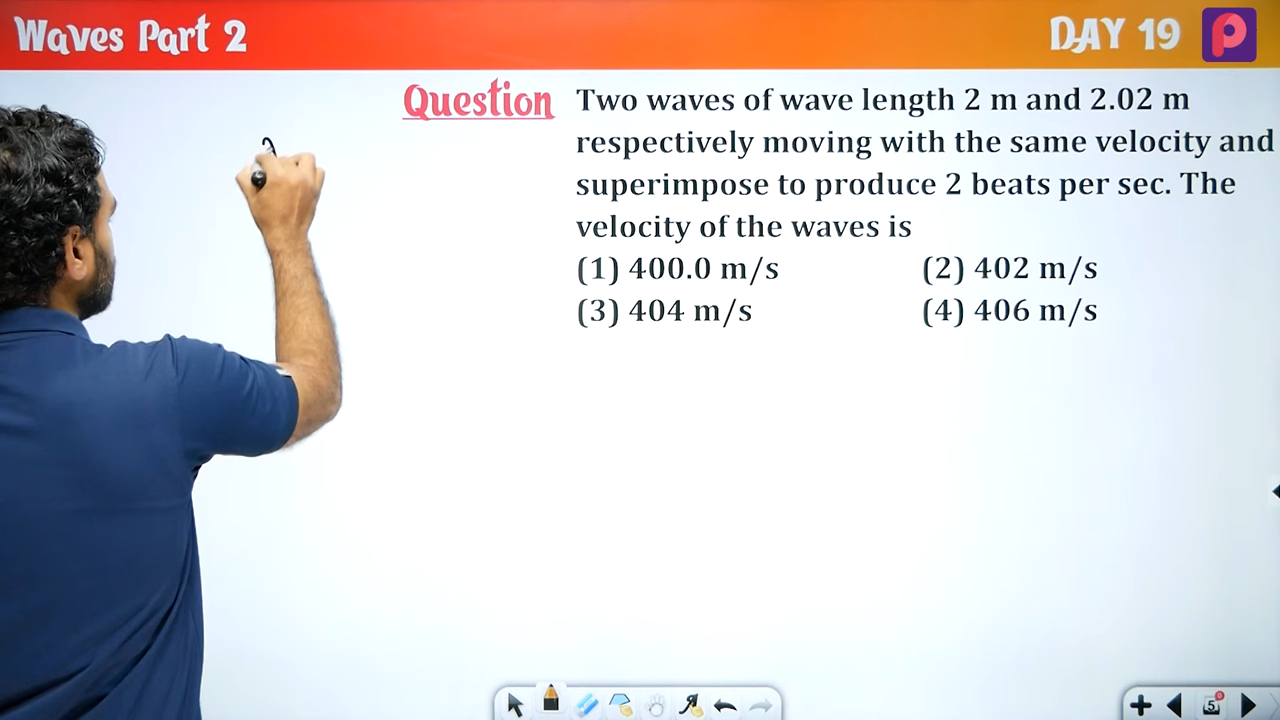 Waves Part 2
DAY 19
Question
Two waves of wave length 2 m and 2.02 m
respectively moving with the same velocity and
superimpose to produce 2 beats per sec. The
velocity of the waves is
(1) 400.0 m/s (2) 402 m/s
(3) 404 m/s (4) 406 m/s
5